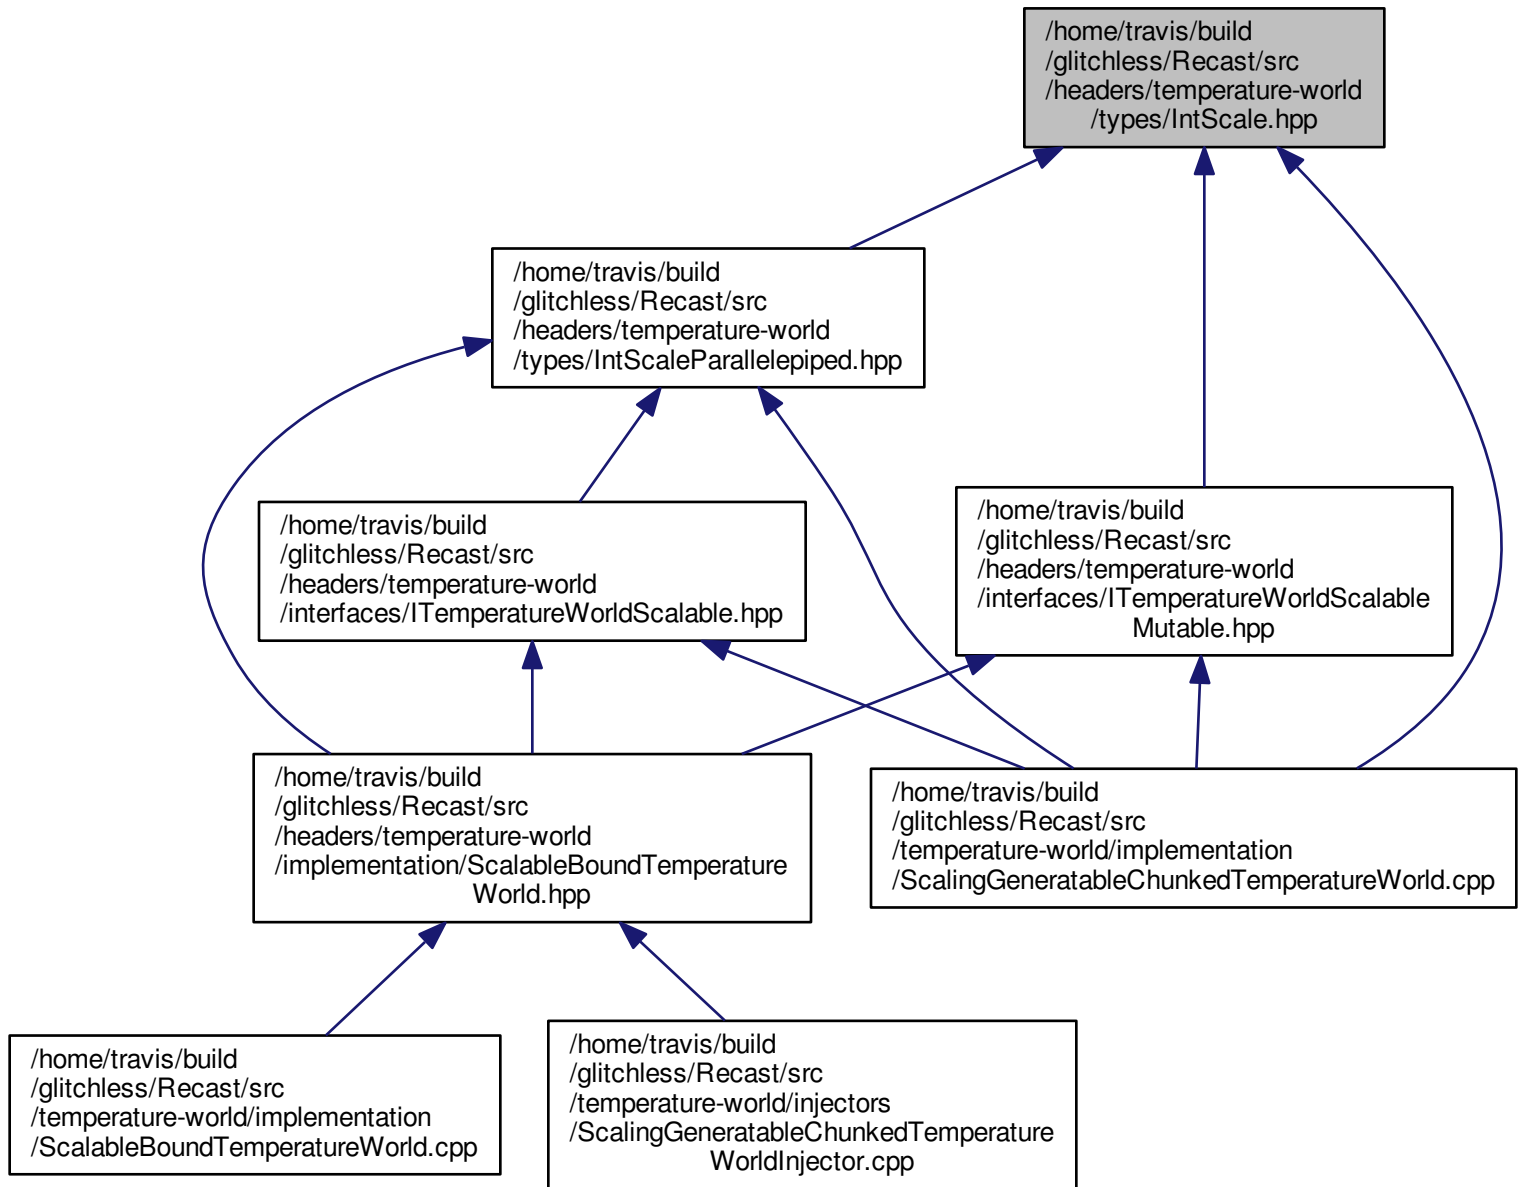 /home/travis/build
/glitchless/Recast/src
/headers/temperature-world
/types/IntScale.hpp
/home/travis/build
/glitchless/Recast/src
/headers/temperature-world
/types/IntScaleParallelepiped.hpp
/home/travis/build
/glitchless/Recast/src
/headers/temperature-world
/interfaces/ITemperatureWorldScalable.hpp
/home/travis/build
/glitchless/Recast/src
/headers/temperature-world
/interfaces/ITemperatureWorldScalable
Mutable.hpp
/home/travis/build
/glitchless/Recast/src
/headers/temperature-world
/implementation/ScalableBoundTemperature
World.hpp
/home/travis/build
/glitchless/Recast/src
/temperature-world/implementation
/ScalingGeneratableChunkedTemperatureWorld.cpp
/home/travis/build
/glitchless/Recast/src
/temperature-world/implementation
/ScalableBoundTemperatureWorld.cpp
/home/travis/build
/glitchless/Recast/src
/temperature-world/injectors
/ScalingGeneratableChunkedTemperature
WorldInjector.cpp